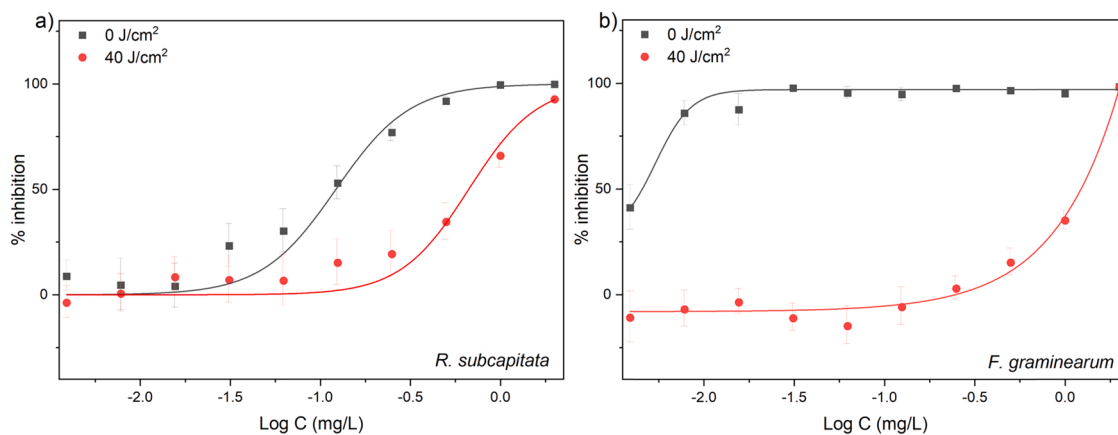 a)
0 J/cm²
40 J/cm²
100
50
0
% inhibition
-2.0
-1.5
-1.0
-0.5
0.0
Log C (mg/L)
R. subcapitata
b)
0 J/cm²
40 J/cm²
100
50
0
% inhibition
-2.0
-1.5
-1.0
-0.5
0.0
Log C (mg/L)
F. graminearum